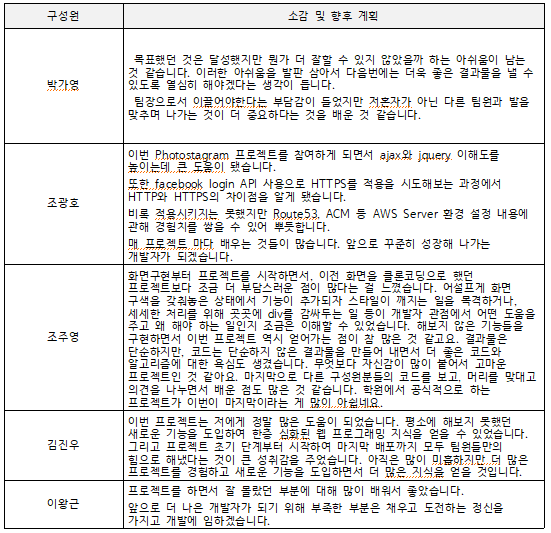 구성원
소감 및 향후 계획
박가영
목표했던 것은 달성했지만 뭔가 더 잘할 수 있지 않았을까 하는 아쉬움이 남는
것 같습니다. 이러한 아쉬움을 발판 삼아서 다음번에는 더욱 좋은 결과물을 낼 수
있도록 열심히 해야겠다는 생각이 듭니다.
팀장으로서 이끌어야한다는 부담감이 들었지만 저혼자가 아닌 다른 팀원과 발을
맞추며 나가는 것이 더 중요하다는 것을 배운 것 같습니다.
조광호
이번 Photostagram 프로젝트를 참여하게 되면서 ajax와 jquery 이해도를
높이는데 큰 도움이 됐습니다.
또한 facebook login API 사용으로 HTTPS를 적용을 시도해보는 과정에서
HTTP와 HTTPS의 차이점을 알게 됐습니다.
비록 적용시키지는 못했지만 Route53, ACM 등 AWS Server 환경 설정 내용에
관해 경험치를 쌓을 수 있어 뿌듯합니다.
매 프로젝트 마다 배우는 것들이 많습니다. 앞으로 꾸준히 성장해 나가는
개발자가 되겠습니다.
조주영
화면구현부터 프로젝트를 시작하면서, 이전 화면을 클론코딩으로 했던
프로젝트보다 조금 더 부담스러운 점이 많다는 걸 느꼈습니다. 어설프게 화면
구색을 갖춰놓은 상태에서 기능이 추가되자 스타일이 깨지는 일을 목격하거나,
세세한 처리를 위해 곳곳에 div를 감싸두는 일 등이 개발자 관점에서 어떤 도움을
주고 왜 해야 하는 일인지 조금은 이해할 수 있었습니다. 해보지 않은 기능들을
구현하면서 이번 프로젝트 역시 얻어가는 점이 참 많은 것 같고요. 결과물은
단순하지만, 코드는 단순하지 않은 결과물을 만들어 내면서 더 좋은 코드와
알고리즘에 대한 욕심도 생겼습니다. 무엇보다 자신감이 많이 붙어서 고마운
프로젝트인 것 같아요. 마지막으로 다른 구성원분들의 코드를 보고, 머리를 맞대고
의견을 나누면서 배운 점도 많은 것 같습니다. 학원에서 공식적으로 하는
프로젝트가 이번이 마지막이라는 게 많이 아쉽네요.
김진우
이번 프로젝트는 저에게 정말 많은 도움이 되었습니다. 평소에 해보지 못했던
새로운 기능을 도입하여 한층 심화된 웹 프로그래밍 지식을 얻을 수 있었습니다.
그리고 프로젝트 초기 단계부터 시작하여 마지막 배포까지 모두 팀원들만의
힘으로 해냈다는 것이 큰 성취감을 주었습니다. 아직은 많이 미흡하지만 더 많은
프로젝트를 경험하고 새로운 기능을 도입하면서 더 많은 지식을 얻을 것입니다.
이왕근
프로젝트를 하면서 잘 몰랐던 부분에 대해 많이 배워서 좋았습니다.
앞으로 더 나은 개발자가 되기 위해 부족한 부분은 채우고 도전하는 정신을
가지고 개발에 임하겠습니다.